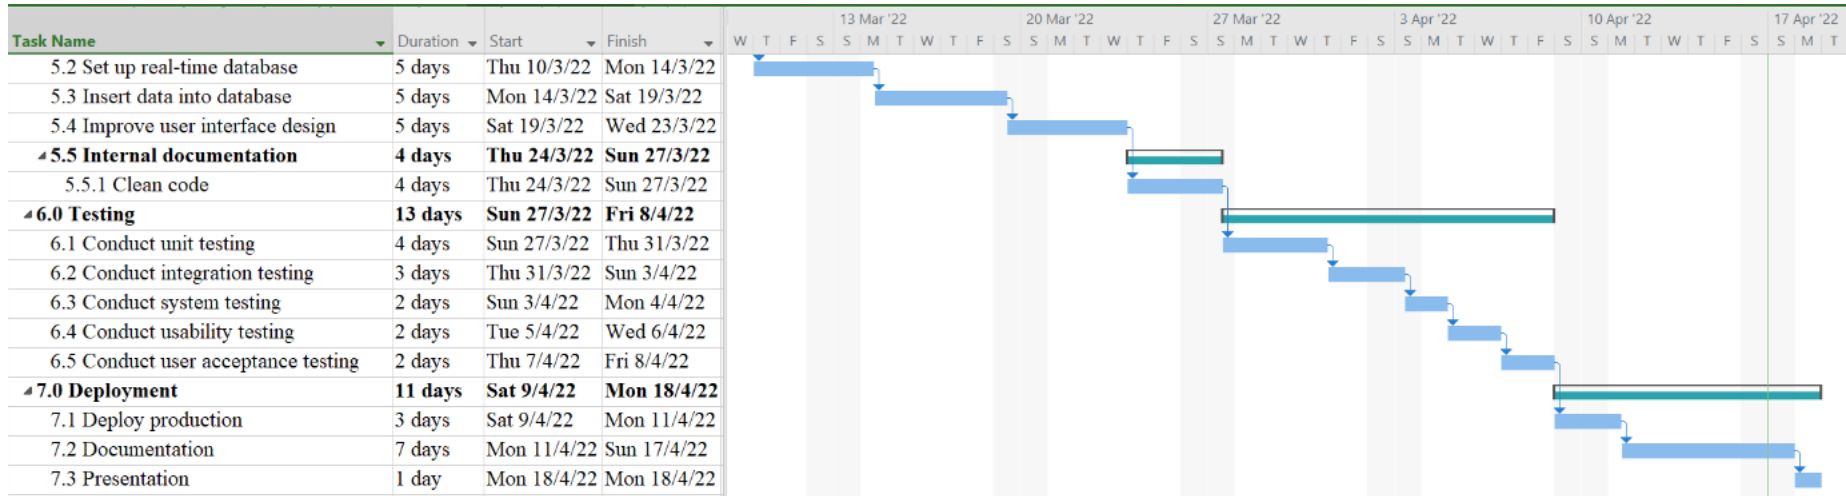 13 Mar '22 20 Mar '22 27 Mar '22 3 Apr '22 10 Apr '22 17 Apr '22
Task Name Duration Start Finish W T F S S M T W T F S S M T W T F S S M T W T F S S M T W T F S S M T W T F S S M T
5.2 Set up real-time database 5 days Thu 10/3/22 Mon 14/3/22
5.3 Insert data into database 5 days Mon 14/3/22 Sat 19/3/22
5.4 Improve user interface design 5 days Sat 19/3/22 Wed 23/3/22
5.5 Internal documentation 4 days Thu 24/3/22 Sun 27/3/22
5.5.1 Clean code 4 days Thu 24/3/22 Sun 27/3/22
6.0 Testing 13 days Sun 27/3/22 Fri 8/4/22
6.1 Conduct unit testing 4 days Sun 27/3/22 Thu 31/3/22
6.2 Conduct integration testing 3 days Thu 31/3/22 Sun 3/4/22
6.3 Conduct system testing 2 days Sun 3/4/22 Mon 4/4/22
6.4 Conduct usability testing 2 days Tue 5/4/22 Wed 6/4/22
6.5 Conduct user acceptance testing 2 days Thu 7/4/22 Fri 8/4/22
7.0 Deployment 11 days Sat 9/4/22 Mon 18/4/22
7.1 Deploy production 3 days Sat 9/4/22 Mon 11/4/22
7.2 Documentation 7 days Mon 11/4/22 Sun 17/4/22
7.3 Presentation 1 day Mon 18/4/22 Mon 18/4/22